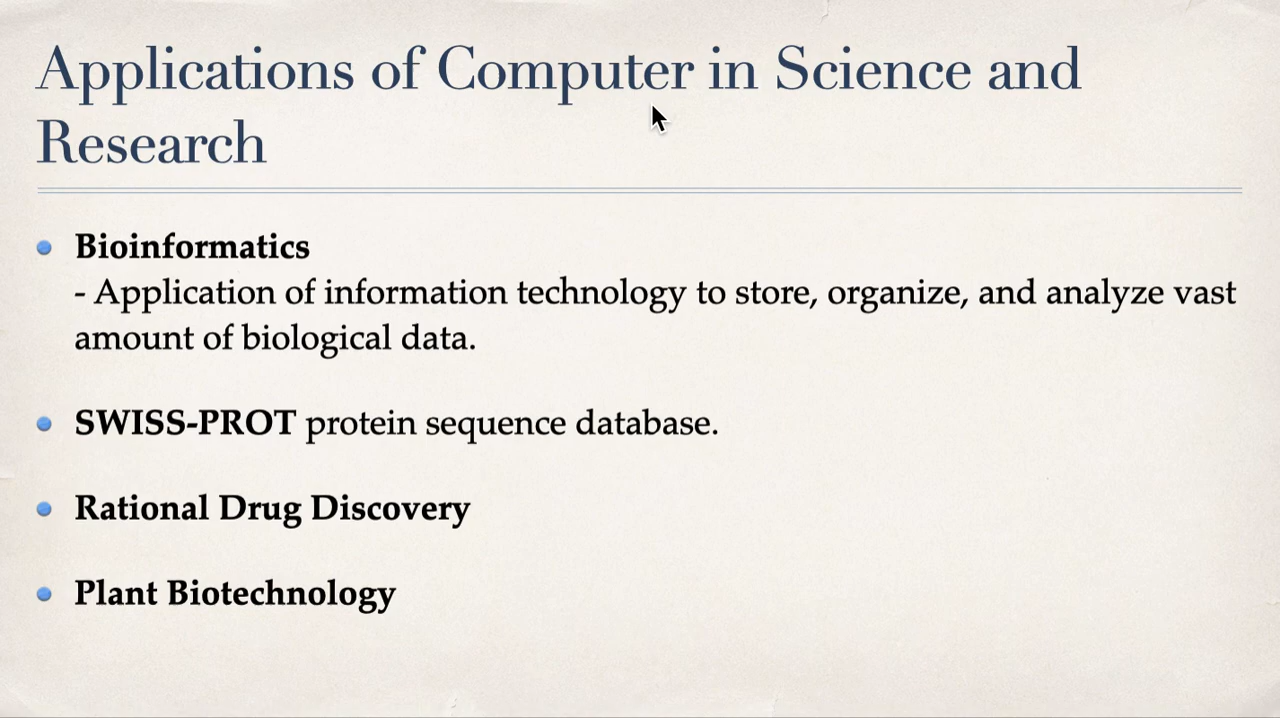 Applications of Computer in Science and
Research
Bioinformatics
- Application of information technology to store, organize, and analyze vast
amount of biological data.
SWISS-PROT protein sequence database.
Rational Drug Discovery
Plant Biotechnology